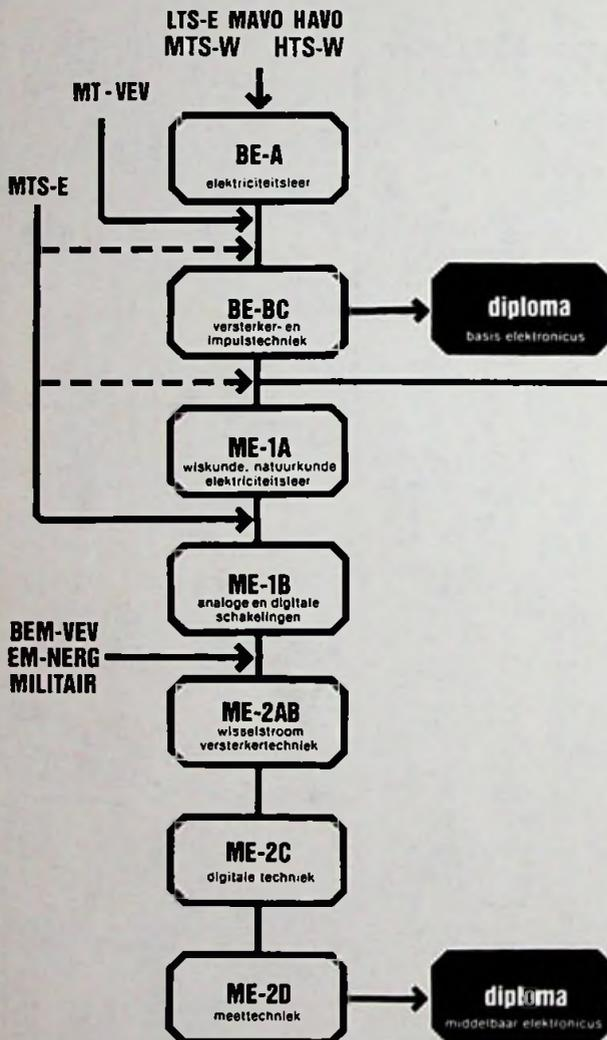 LTS-E MAVO HAVO
MTS-W HTS-W
MT-VEV
BE-A
elektriciteitsleer
MTS-E
BE-BC
versterker- en
impulstechniek
diploma
basis elektronicus
ME-1A
wiskunde, natuurkunde
elektriciteitsleer
ME-1B
analoge en digitale
schakelingen
BEM-VEV
EM-NERG
MILITAIR
ME-2AB
wisselstroom
versterkertechniek
ME-2C
digitale techniek
ME-2D
meettechniek
diploma
middelbaar elektronicus